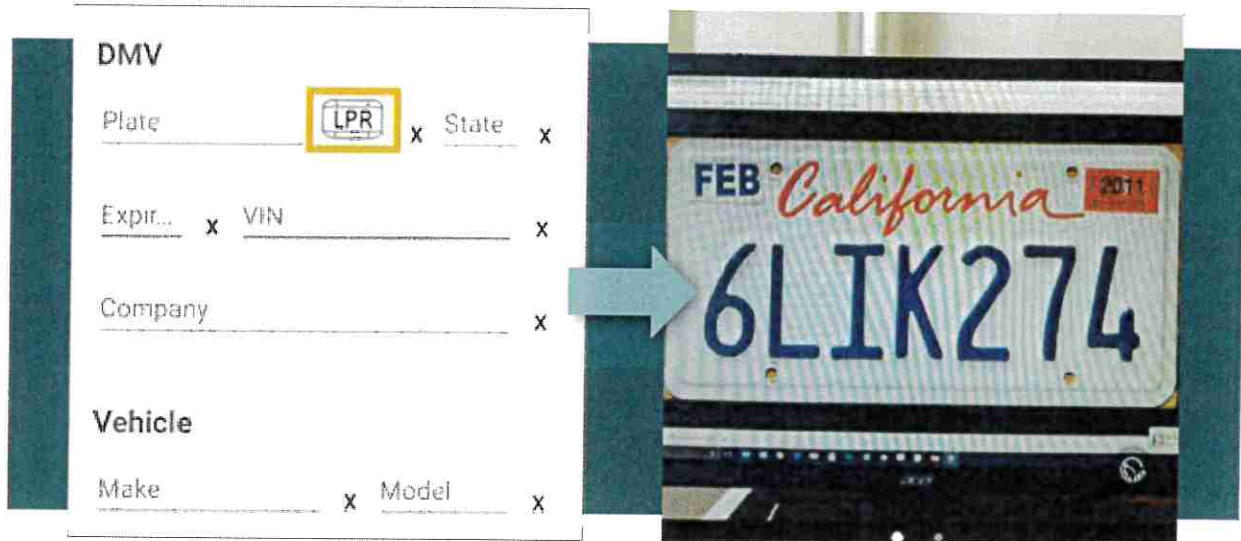 DMV
Plate LPR x State x
Expir... x VIN x
Company x
Vehicle
Make x Model x
FEB California 2011
6LIK274